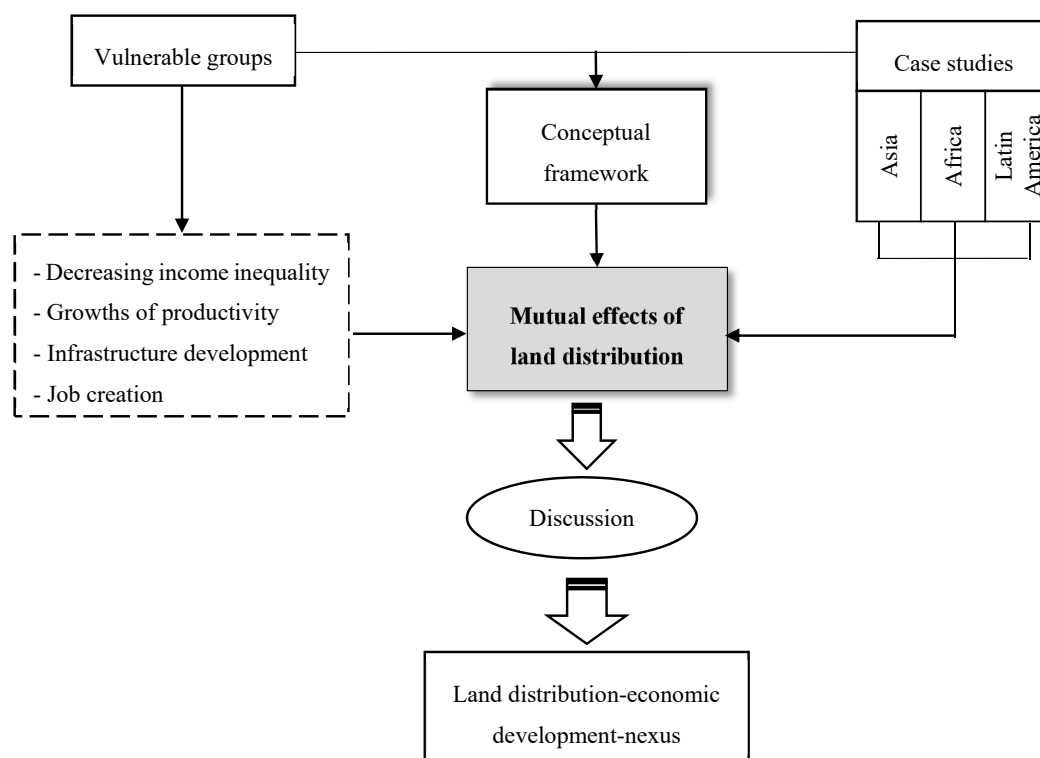 Vulnerable groups
Case studies
Asia
Africa
Latin
America
Conceptual
framework
- Decreasing income inequality
- Growths of productivity
- Infrastructure development
- Job creation
Mutual effects of
land distribution
Discussion
Land distribution-economic
development-nexus